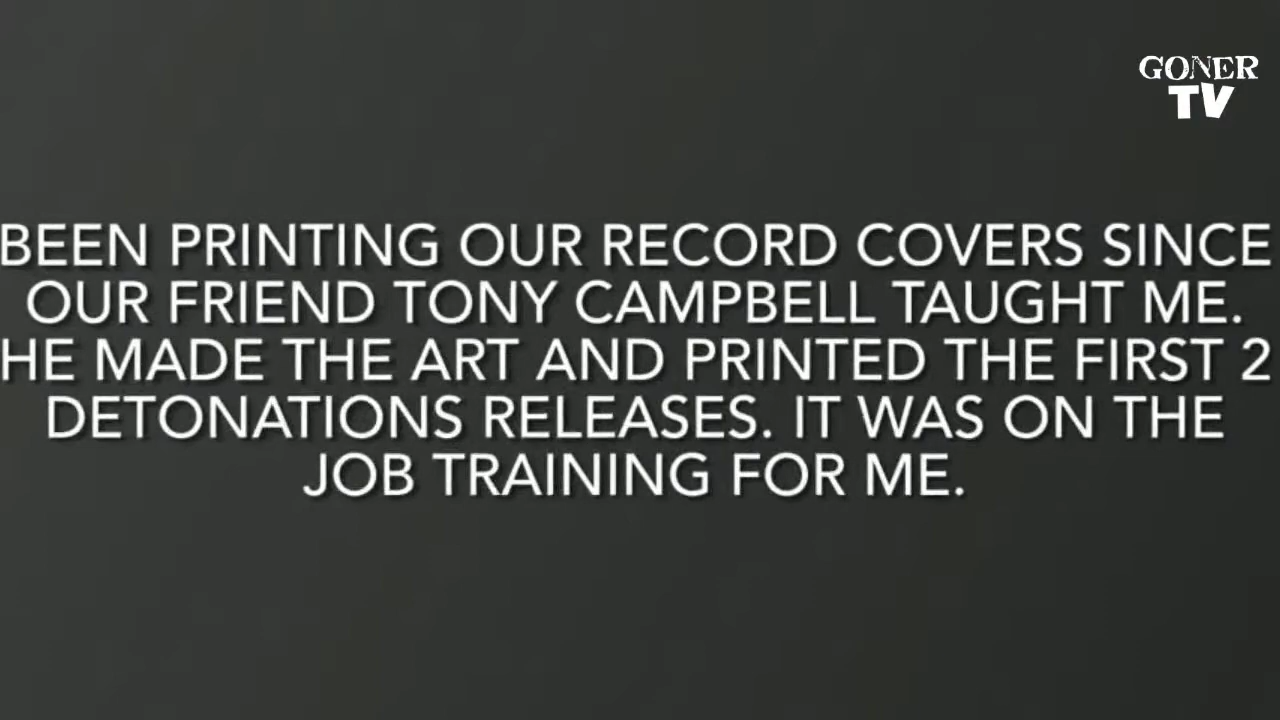 GONER
TV
BEEN PRINTING OUR RECORD COVERS SINCE
OUR FRIEND TONY CAMPBELL TAUGHT ME.
HE MADE THE ART AND PRINTED THE FIRST 2
DETONATIONS RELEASES. IT WAS ON THE
JOB TRAINING FOR ME.